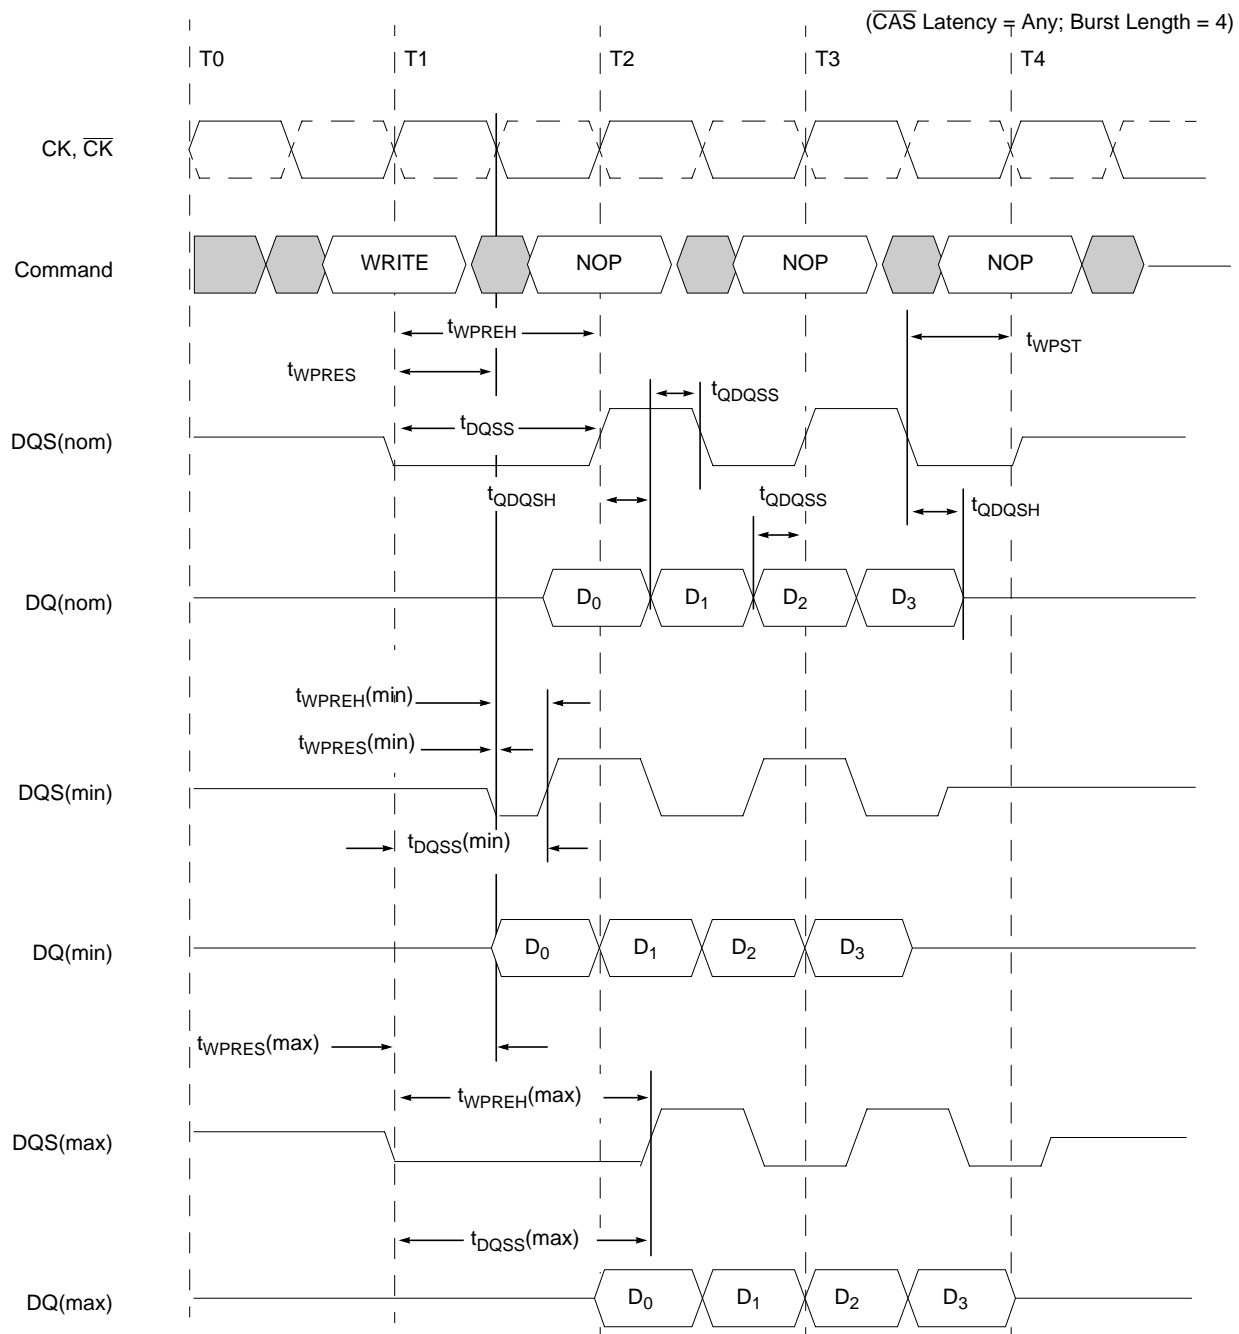 (C̅A̅S̅ Latency = Any; Burst Length = 4)
T0 T1 T2 T3 T4
CK, C̅K̅
Command WRITE NOP NOP NOP
tWPREH
tWPST
tWPRES
tQDQSS
DQS(nom) tDQSS
tQDQSH tQDQSS tQDQSH
DQ(nom) D0 D1 D2 D3
tWPREH(min)
tWPRES(min)
DQS(min)
tDQSS(min)
DQ(min) D0 D1 D2 D3
tWPRES(max)
tWPREH(max)
DQS(max)
tDQSS(max)
DQ(max) D0 D1 D2 D3